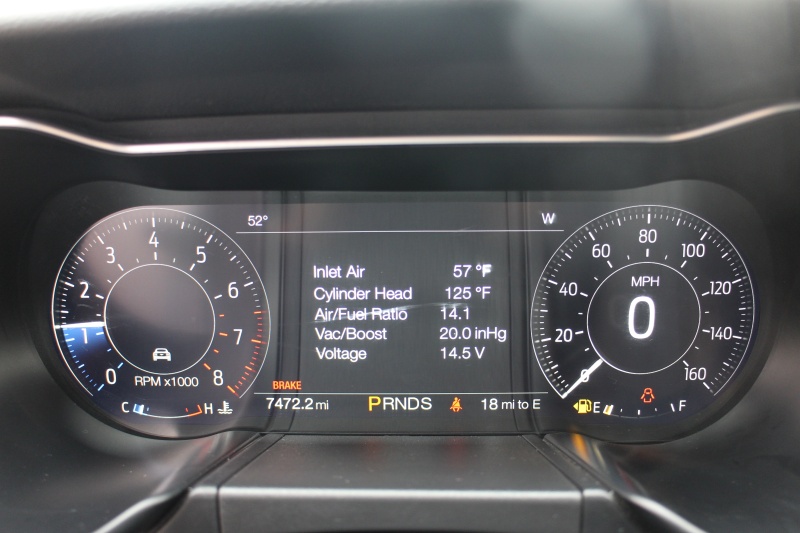 52° W
Inlet Air 57 °F
Cylinder Head 125 °F
Air/Fuel Ratio 14.1
Vac/Boost 20.0 inHg
Voltage 14.5 V
0 1 2 3 4 5 6 7 8
RPM x1000
C H
0 20 40 60 80 100 120 140 160
MPH
0
E F
BRAKE
7472.2 mi PRNDS 18 mi to E